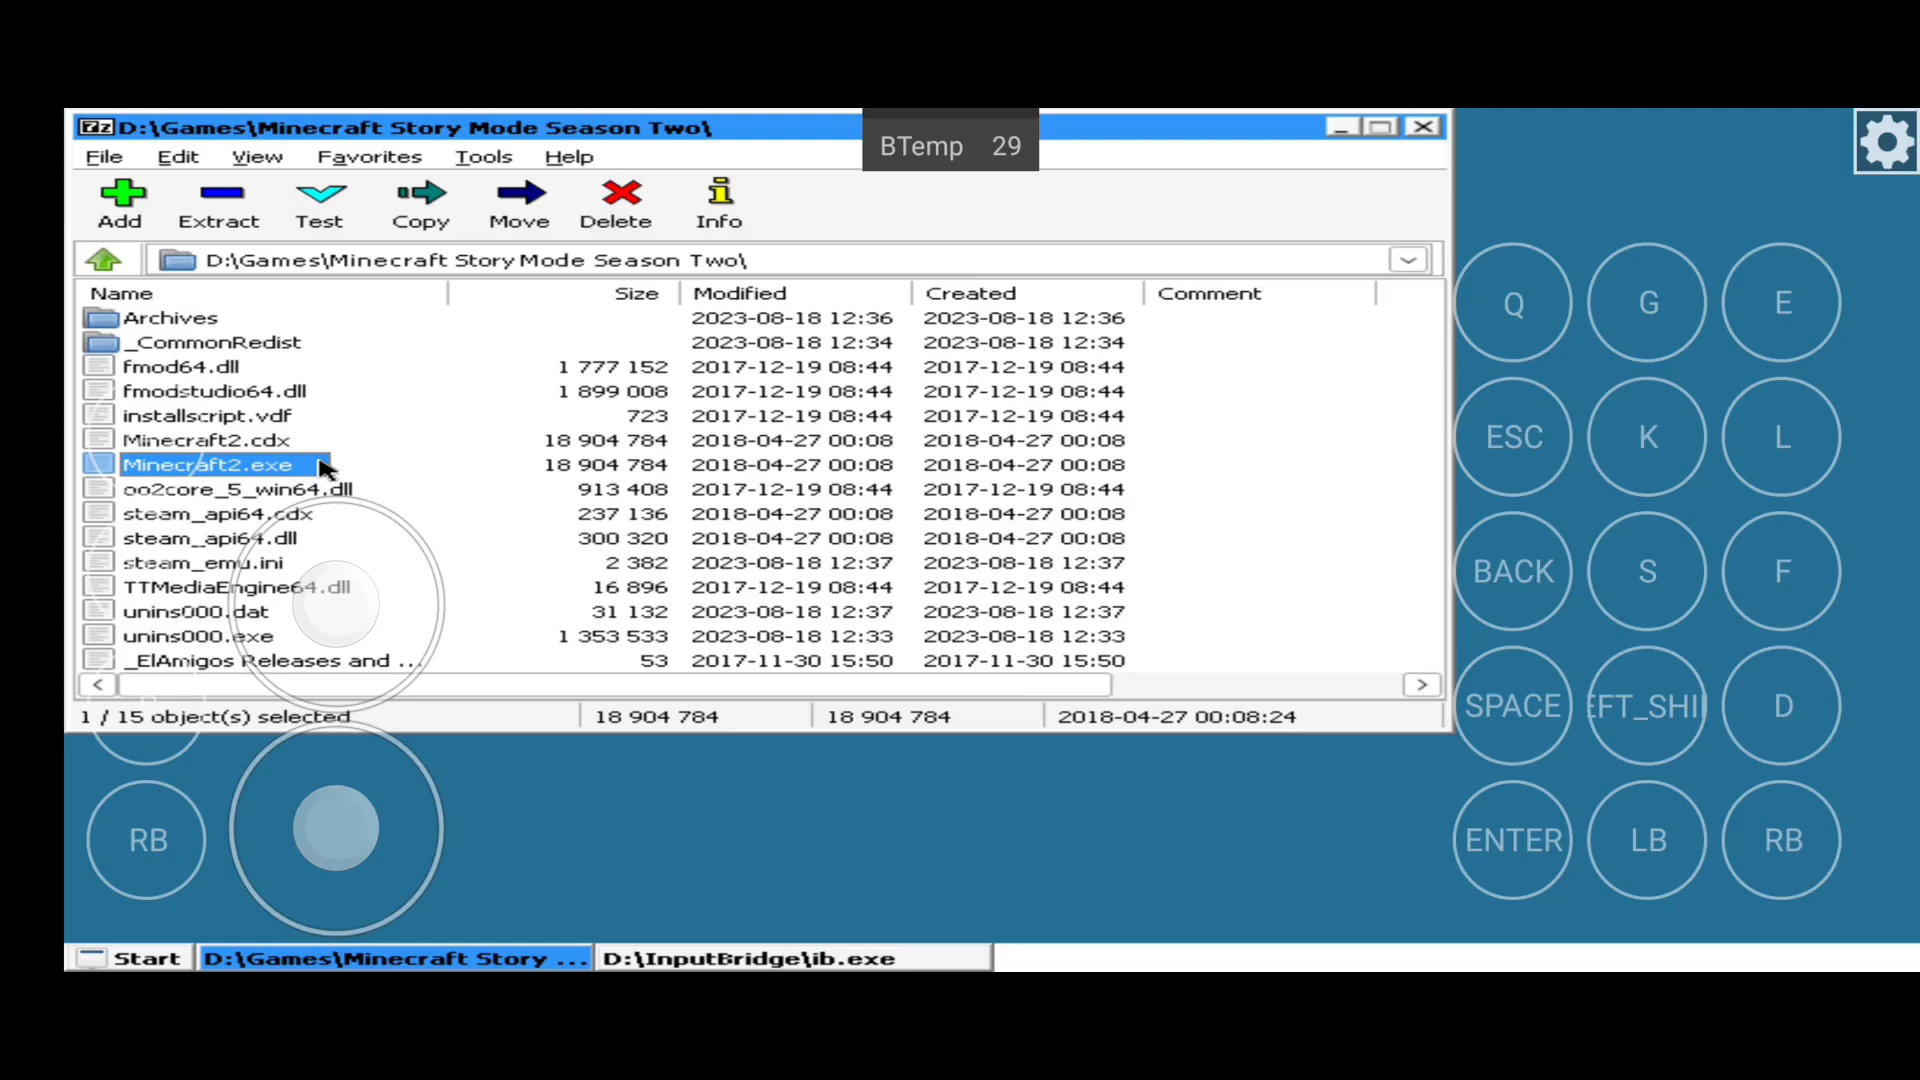 D:\Games\Minecraft Story Mode Season Two\
BTemp 29
File Edit View Favorites Tools Help
Add Extract Test Copy Move Delete Info
D:\Games\Minecraft Story Mode Season Two\
Name Size Modified Created Comment
Archives 2023-08-18 12:36 2023-08-18 12:36
_CommonRedist 2023-08-18 12:34 2023-08-18 12:34
fmod64.dll 1 777 152 2017-12-19 08:44 2017-12-19 08:44
fmodstudio64.dll 1 899 008 2017-12-19 08:44 2017-12-19 08:44
installscript.vdf 723 2017-12-19 08:44 2017-12-19 08:44
Minecraft2.cdx 18 904 784 2018-04-27 00:08 2018-04-27 00:08
Minecraft2.exe 18 904 784 2018-04-27 00:08 2018-04-27 00:08
oo2core_5_win64.dll 913 408 2017-12-19 08:44 2017-12-19 08:44
steam_api64.cdx 237 136 2018-04-27 00:08 2018-04-27 00:08
steam_api64.dll 300 320 2018-04-27 00:08 2018-04-27 00:08
steam_emu.ini 2 382 2023-08-18 12:37 2023-08-18 12:37
TTMediaEngine64.dll 16 896 2017-12-19 08:44 2017-12-19 08:44
unins000.dat 31 132 2023-08-18 12:37 2023-08-18 12:37
unins000.exe 1 353 533 2023-08-18 12:33 2023-08-18 12:33
_ElAmigos Releases and ... 53 2017-11-30 15:50 2017-11-30 15:50
1 / 15 object(s) selected 18 904 784 18 904 784 2018-04-27 00:08:24
Q G E
ESC K L
BACK S F
SPACE EFT_SHI D
ENTER LB RB
RB
Start D:\Games\Minecraft Story ... D:\InputBridge\ib.exe